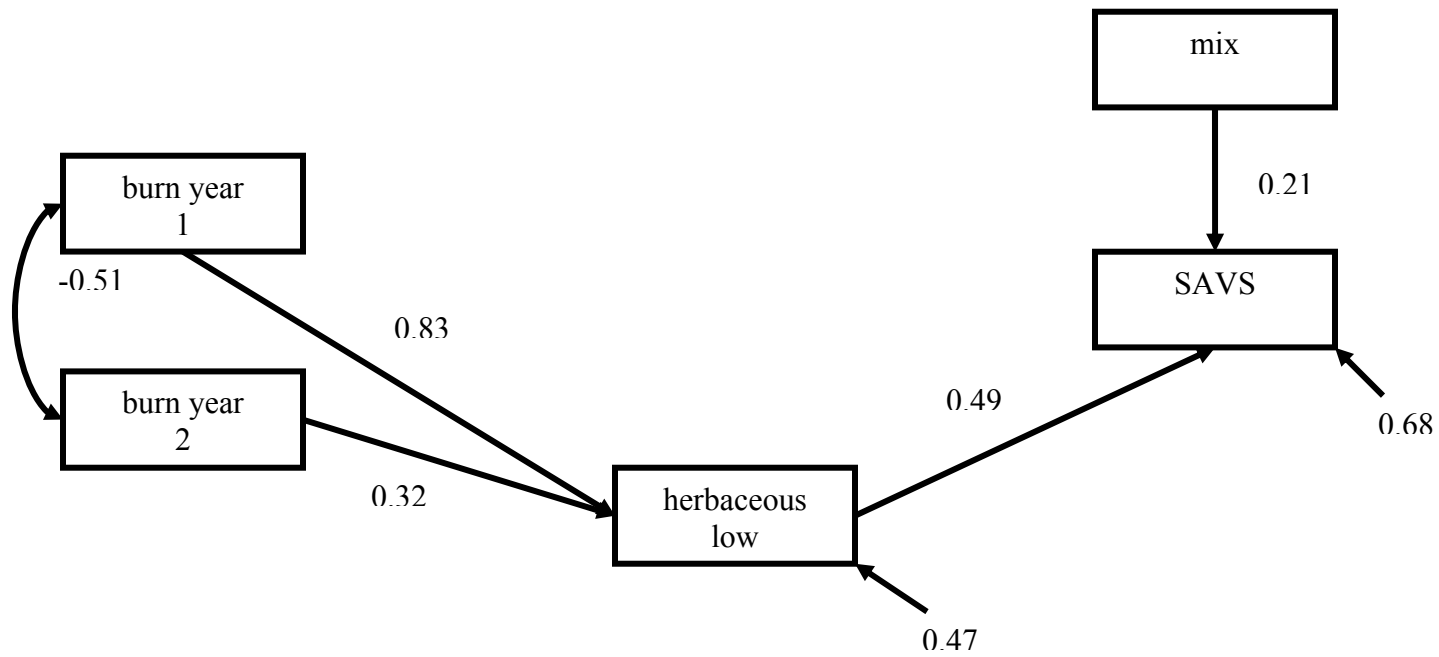 mix
burn year
1
0.21
-0.51
SAVS
0.83
burn year
2
0.49
0.68
0.32
herbaceous
low
0.47